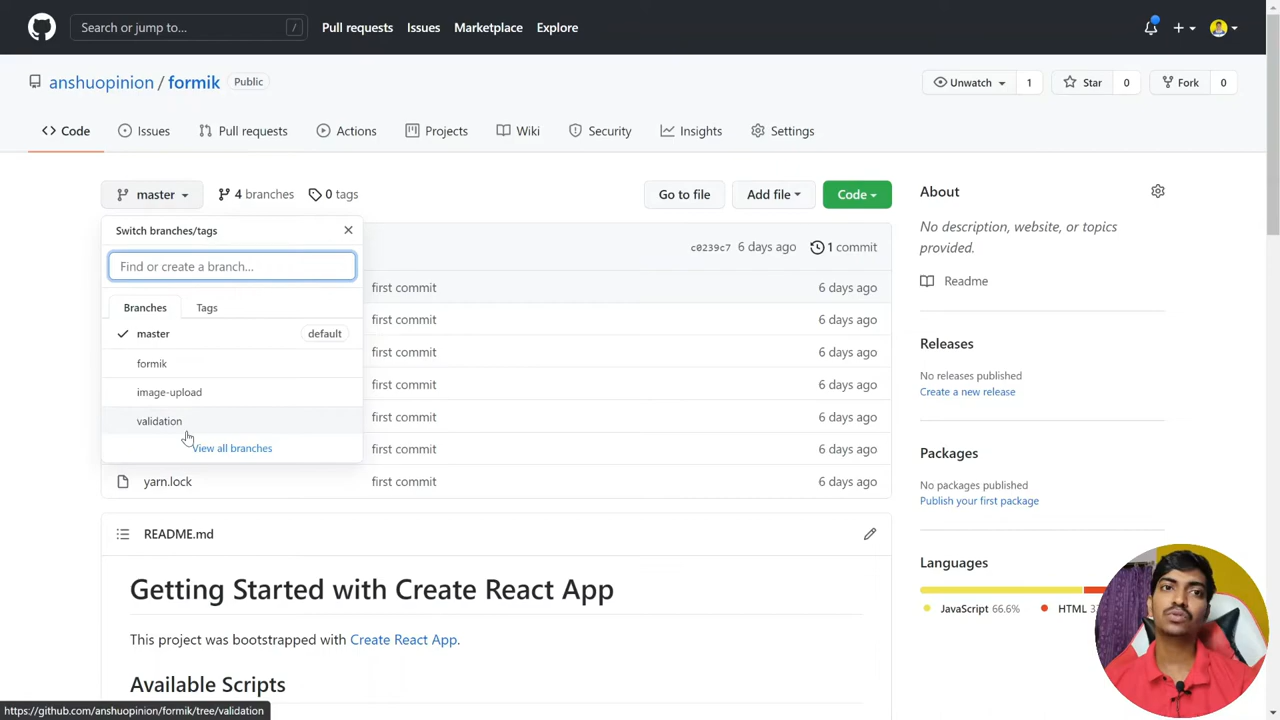 Search or jump to... /
Pull requests Issues Marketplace Explore
anshuopinion / formik Public
Unwatch 1 Star 0 Fork 0
Code Issues Pull requests Actions Projects Wiki Security Insights Settings
master 4 branches 0 tags Go to file Add file Code
Switch branches/tags
Find or create a branch...
Branches Tags
master default
formik
image-upload
validation
View all branches
c0239c7 6 days ago 1 commit
first commit 6 days ago
first commit 6 days ago
first commit 6 days ago
first commit 6 days ago
first commit 6 days ago
first commit 6 days ago
yarn.lock first commit 6 days ago
README.md
Getting Started with Create React App
This project was bootstrapped with Create React App.
Available Scripts
About
No description, website, or topics
provided.
Readme
Releases
No releases published
Create a new release
Packages
No packages published
Publish your first package
Languages
JavaScript 66.6% HTML
https://github.com/anshuopinion/formik/tree/validation